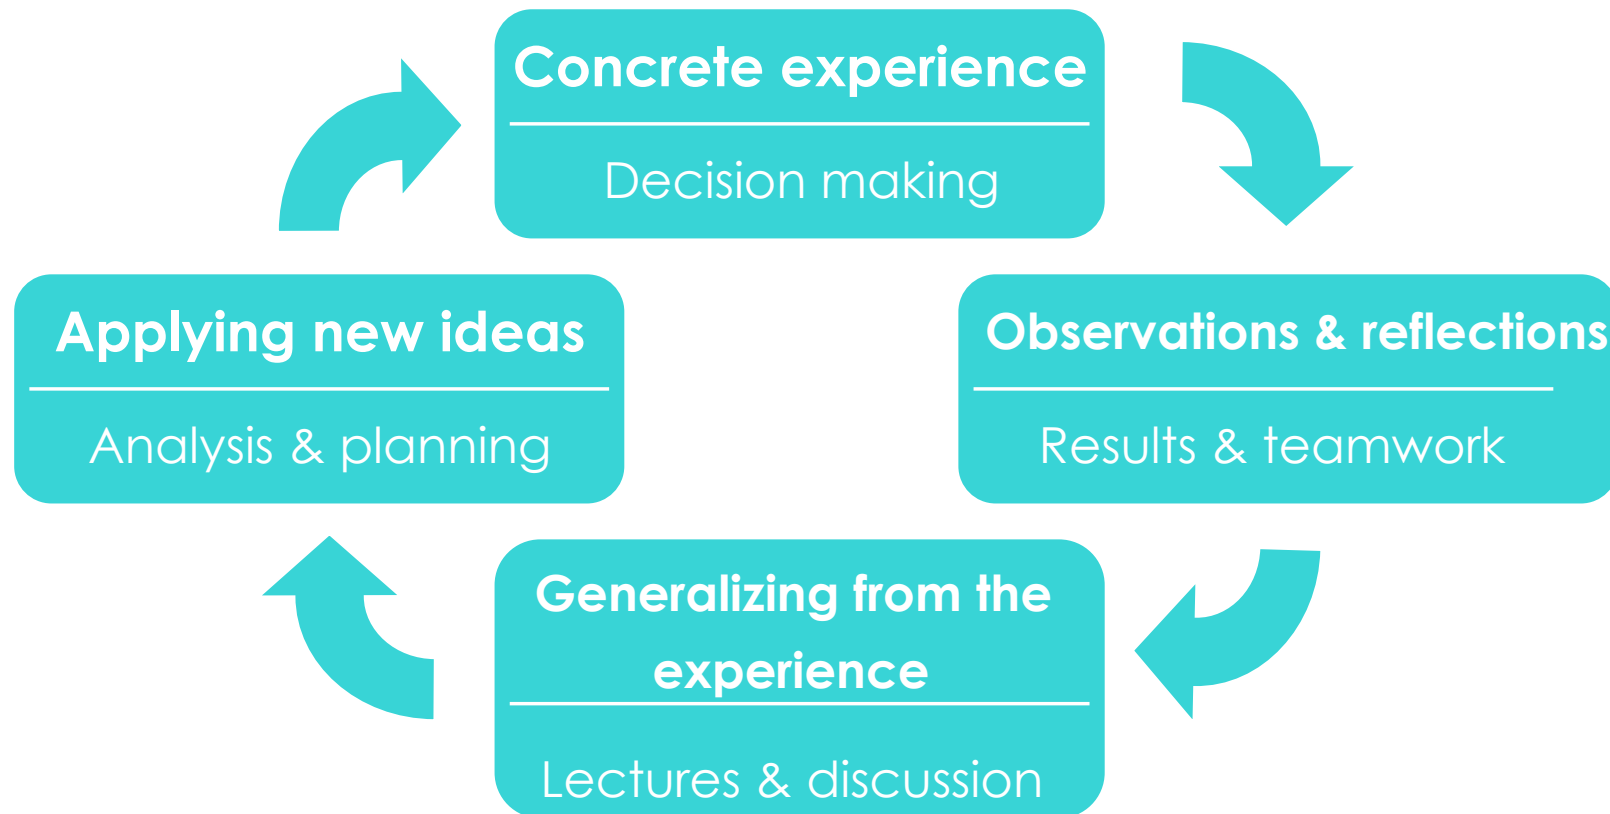 Concrete experience
Decision making
Applying new ideas
Analysis & planning
Observations & reflections
Results & teamwork
Generalizing from the
experience
Lectures & discussion